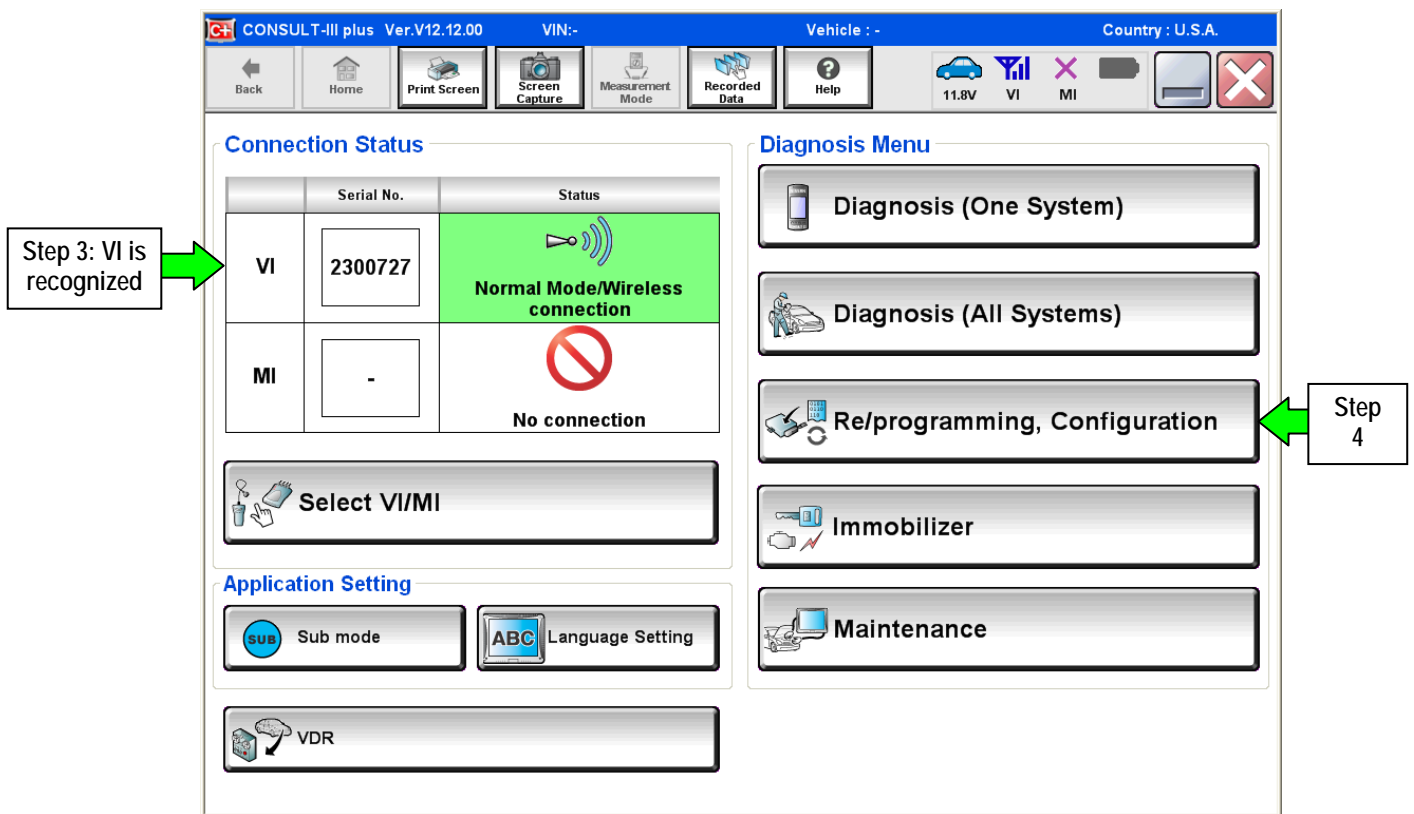 CONSULT-III plus Ver.V12.12.00 VIN:- Vehicle : - Country : U.S.A.
Back
Home
Print Screen
Screen
Capture
Measurement
Mode
Recorded
Data
Help
11.8V
VI
MI
Connection Status
Serial No. Status
VI
2300727
Normal Mode/Wireless
connection
MI
-
No connection
Select VI/MI
Application Setting
SUB
Sub mode
ABC
Language Setting
VDR
Diagnosis Menu
Diagnosis (One System)
Diagnosis (All Systems)
Re/programming, Configuration
Immobilizer
Maintenance
Step 3: VI is
recognized
Step
4